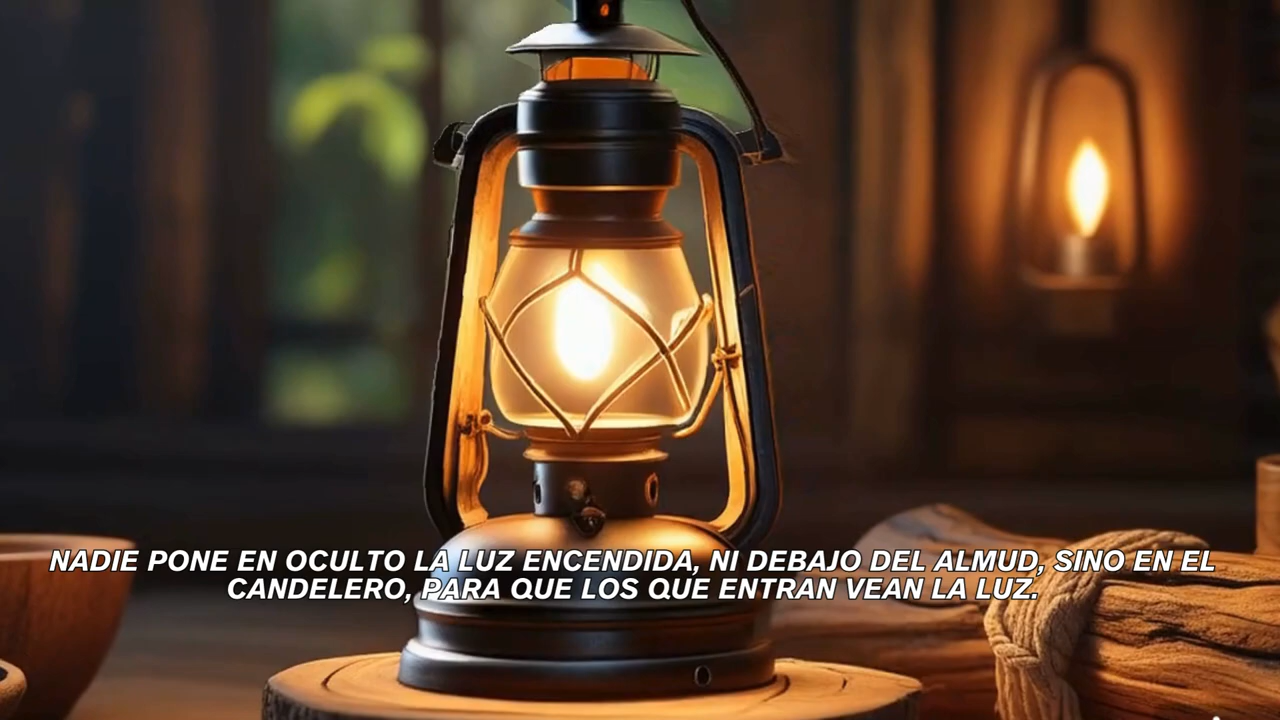 NADIE PONE EN OCULTO LA LUZ ENCENDIDA, NI DEBAJO DEL ALMUD, SINO EN EL
CANDELERO, PARA QUE LOS QUE ENTRAN VEAN LA LUZ.